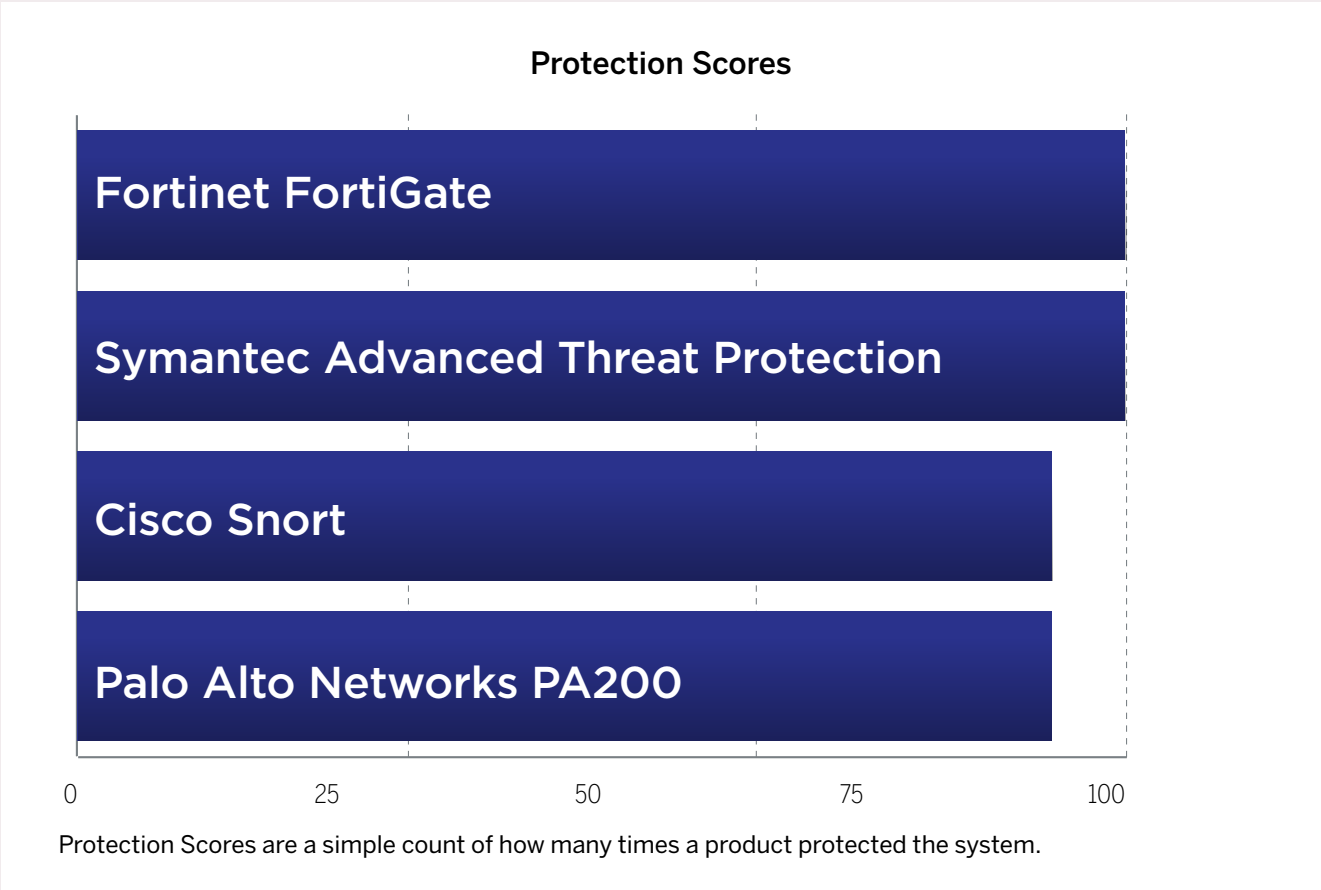 Protection Scores
Fortinet FortiGate
Symantec Advanced Threat Protection
Cisco Snort
Palo Alto Networks PA200
0 25 50 75 100
Protection Scores are a simple count of how many times a product protected the system.